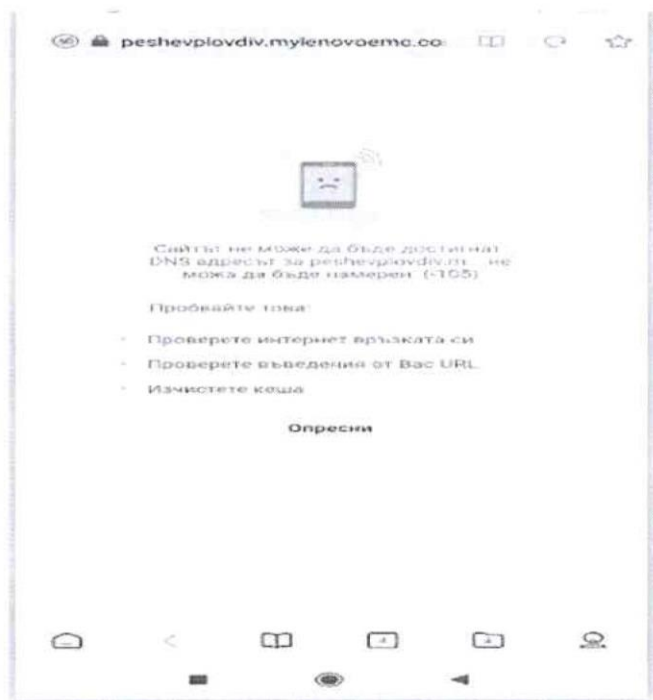 peshevplovdiv.mylenovoemc.co
Сайтът не може да бъде достигнат
DNS адресът за peshevplovdiv.m... не
можа да бъде намерен. (-105)
Пробвайте това:
Проверете интернет връзката си
Проверете въведения от Вас URL
Изчистете кеша
Опресни